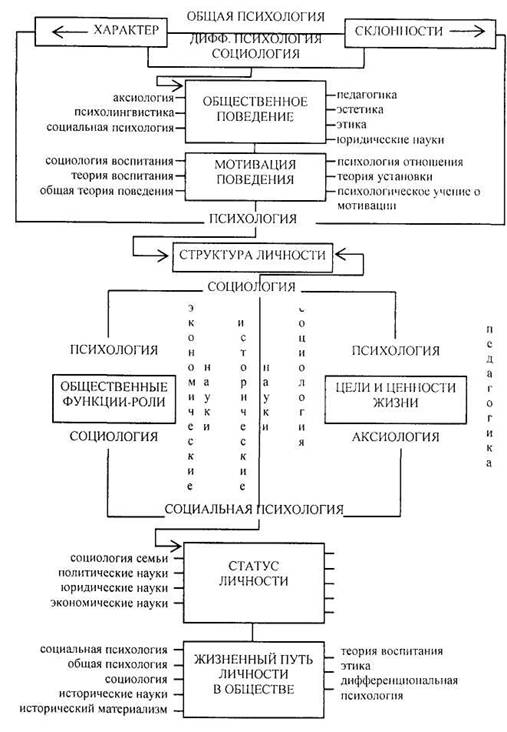 ОБЩАЯ ПСИХОЛОГИЯ
ХАРАКТЕР
СКЛОННОСТИ
ДИФФ. ПСИХОЛОГИЯ
СОЦИОЛОГИЯ
аксиология
психолингвистика
социальная психология
ОБЩЕСТВЕННОЕ
ПОВЕДЕНИЕ
педагогика
эстетика
этика
юридические науки
социология воспитания
теория воспитания
общая теория поведения
МОТИВАЦИЯ
ПОВЕДЕНИЯ
психология отношения
теория установки
психологическое учение о
мотивации
ПСИХОЛОГИЯ
СТРУКТУРА ЛИЧНОСТИ
СОЦИОЛОГИЯ
ПСИХОЛОГИЯ
ОБЩЕСТВЕННЫЕ
ФУНКЦИИ-РОЛИ
СОЦИОЛОГИЯ
экономические
науки
исторические
науки
социология
ПСИХОЛОГИЯ
ЦЕЛИ И ЦЕННОСТИ
ЖИЗНИ
АКСИОЛОГИЯ
педагогика
СОЦИАЛЬНАЯ ПСИХОЛОГИЯ
социология семьи
политические науки
юридические науки
экономические науки
СТАТУС
ЛИЧНОСТИ
социальная психология
общая психология
социология
исторические науки
исторический материализм
ЖИЗНЕННЫЙ ПУТЬ
ЛИЧНОСТИ
В ОБЩЕСТВЕ
теория воспитания
этика
дифференциональная
психология